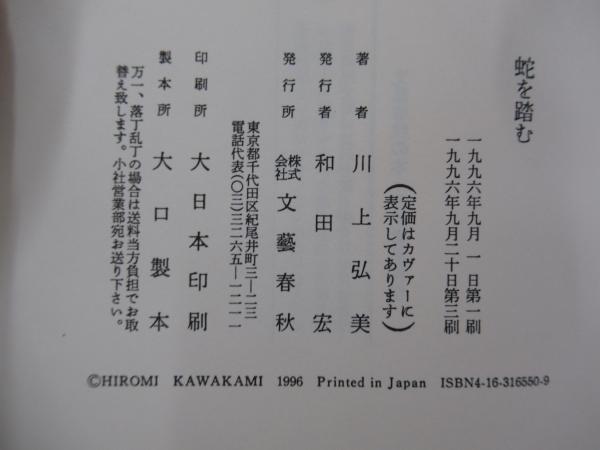 蛇を踏む
一九九六年九月　一日第一刷
一九九六年九月二十日第三刷
（定価はカヴァーに
表示してあります）
著者　川上弘美
発行者　和田　宏
発行所　株式会社　文藝春秋
東京都千代田区紀尾井町三―二三
電話代表（〇三）三二六五―一二一一
印刷所　大日本印刷
製本所　大口製本
万一、落丁乱丁の場合は送料当方負担でお取
替え致します。小社営業部宛お送り下さい。
©HIROMI KAWAKAMI 1996 Printed in Japan ISBN4-16-316550-9